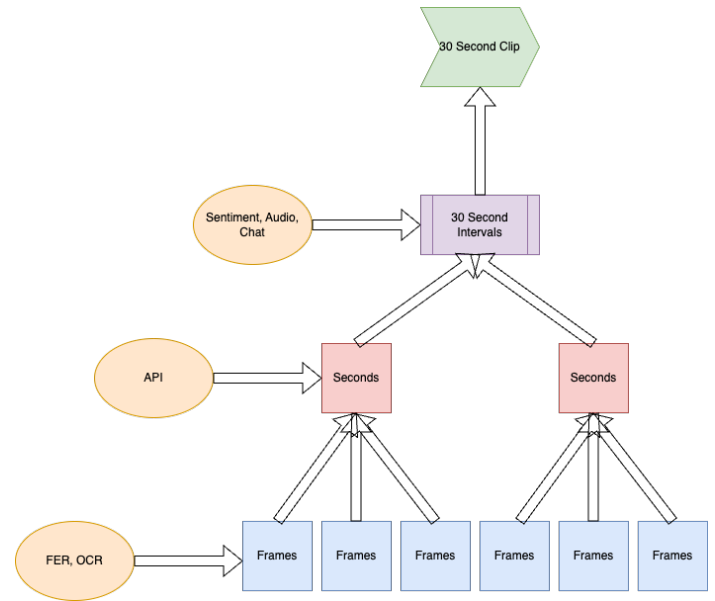 30 Second Clip
Sentiment, Audio,
Chat
30 Second
Intervals
API
Seconds
Seconds
FER, OCR
Frames
Frames
Frames
Frames
Frames
Frames